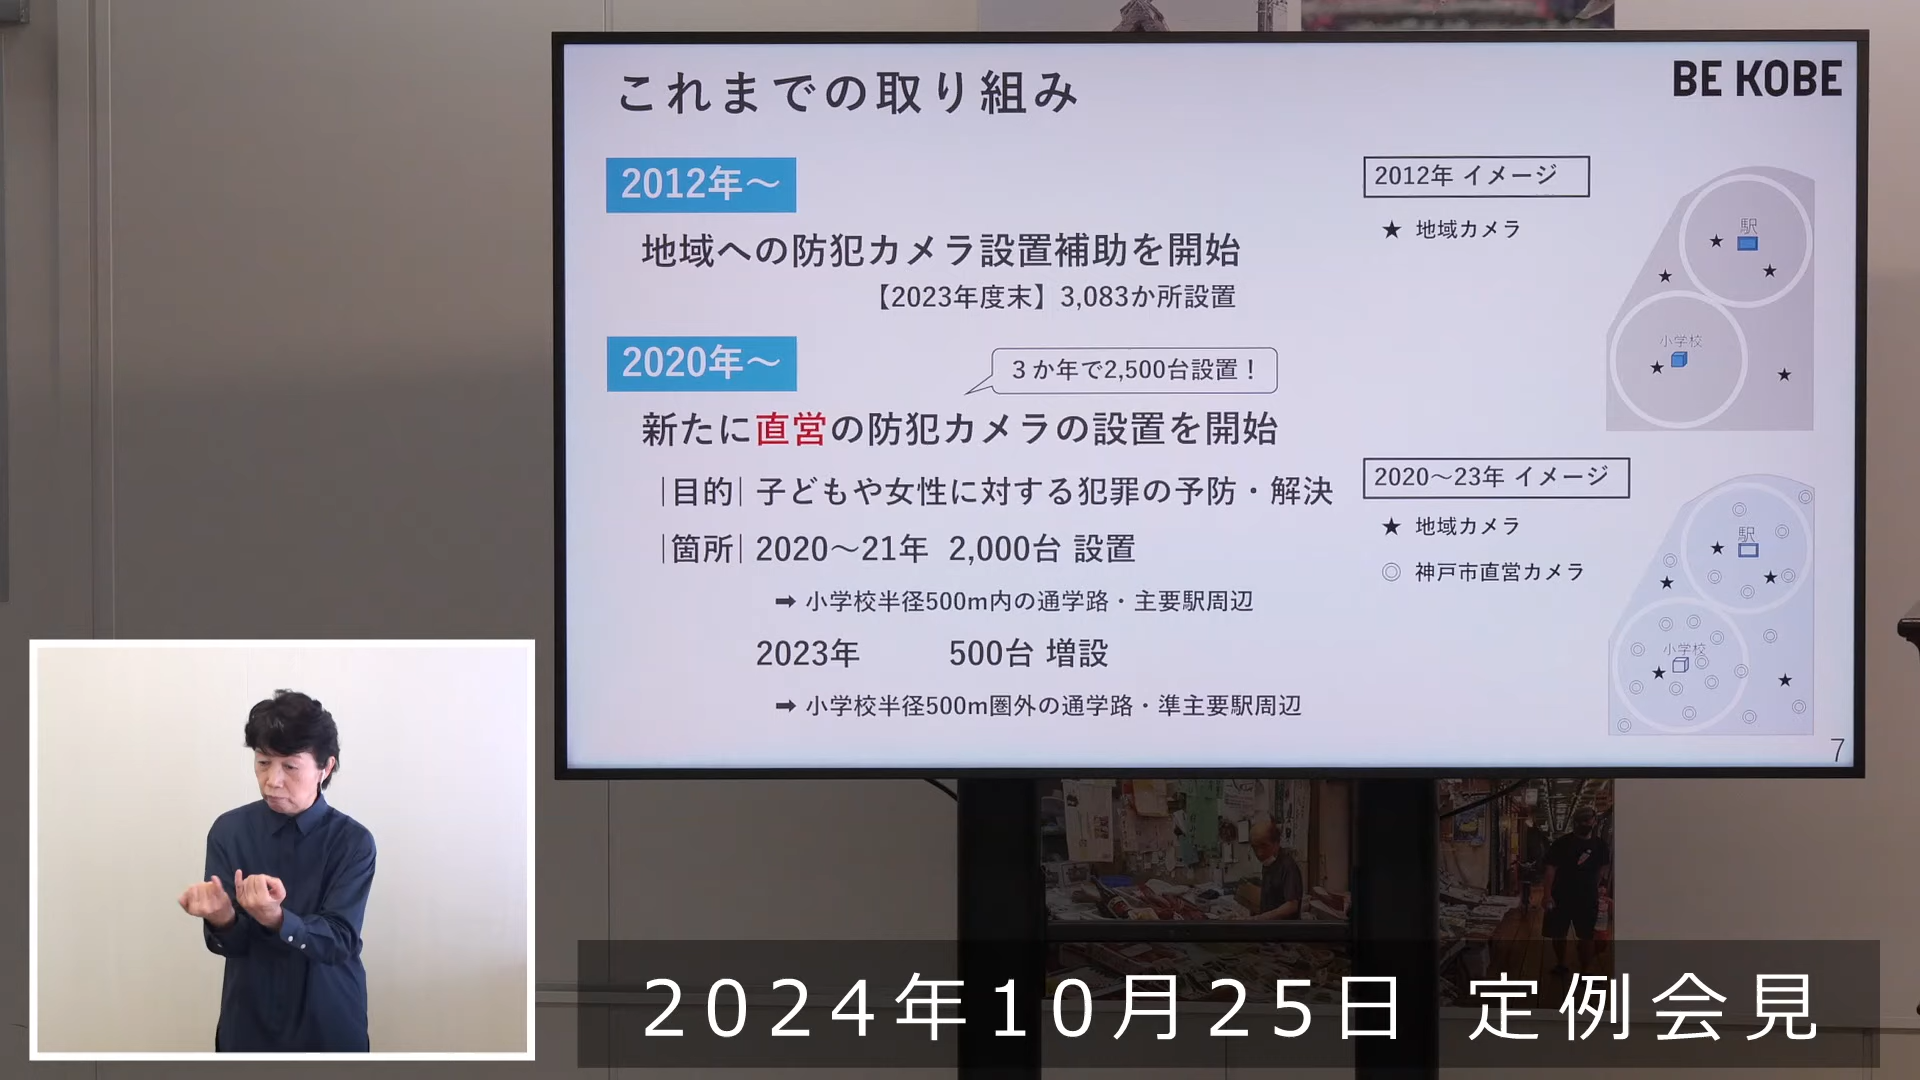 これまでの取り組み
BE KOBE
2012年～
地域への防犯カメラ設置補助を開始
【2023年度末】3,083か所設置
2020年～
３か年で2,500台設置！
新たに直営の防犯カメラの設置を開始
|目的| 子どもや女性に対する犯罪の予防・解決
|箇所| 2020～21年 2,000台 設置
➡ 小学校半径500m内の通学路・主要駅周辺
2023年 500台 増設
➡ 小学校半径500m圏外の通学路・準主要駅周辺
2012年 イメージ
★ 地域カメラ
駅
小学校
2020～23年 イメージ
★ 地域カメラ
◎ 神戸市直営カメラ
駅
小学校
7
2024年10月25日 定例会見